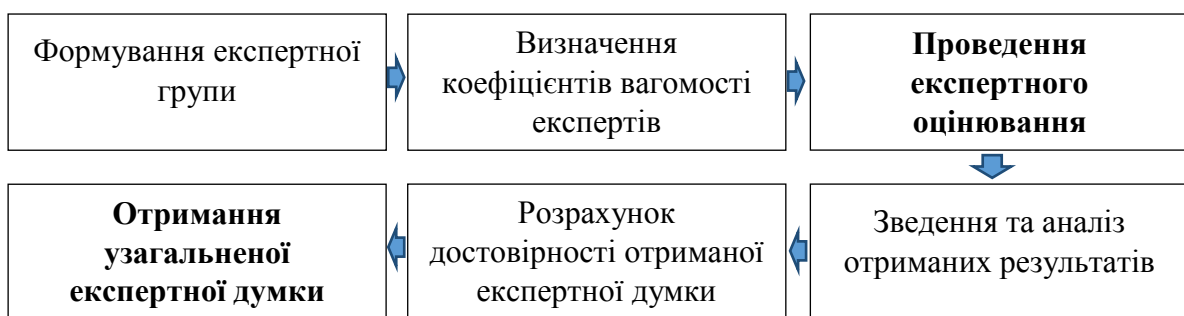 Формування експертної
групи
Визначення
коефіцієнтів вагомості
експертів
Проведення
експертного
оцінювання
Зведення та аналіз
отриманих результатів
Розрахунок
достовірності отриманої
експертної думки
Отримання
узагальненої
експертної думки